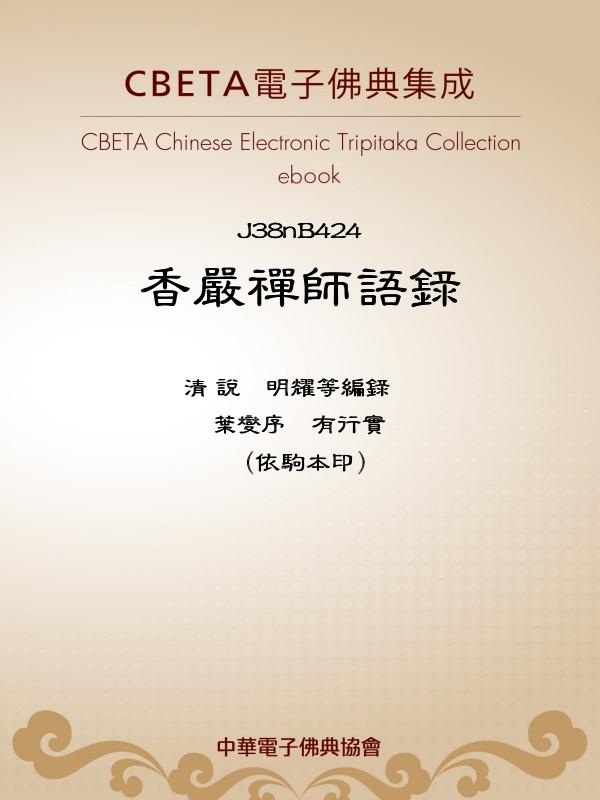 CBETA電子佛典集成
CBETA Chinese Electronic Tripitaka Collection
ebook
J38nB424
香嚴禪師語錄
清 說　明耀等編錄
葉燮序　有行實
(依駒本印)
中華電子佛典協會